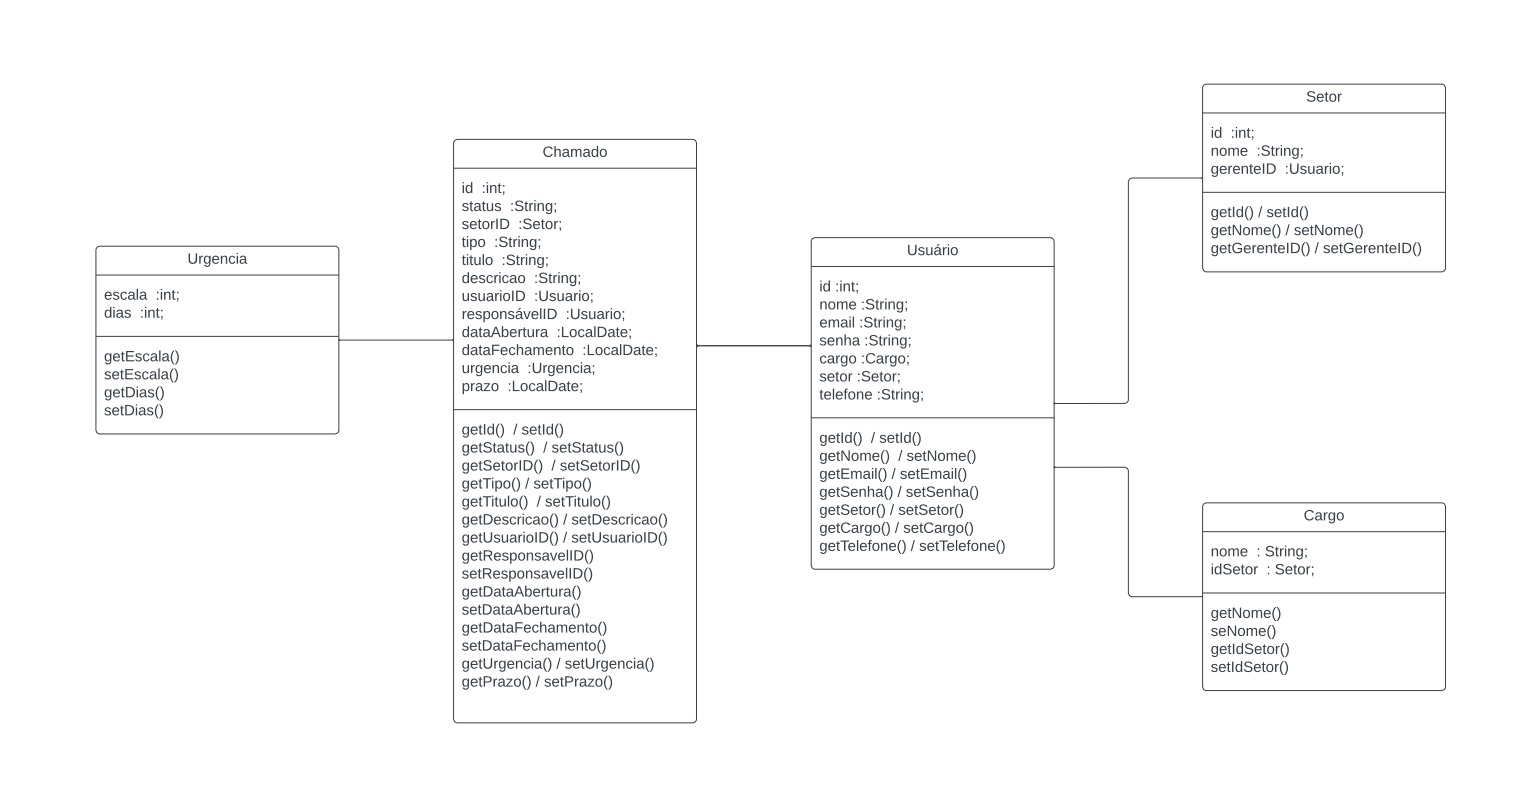 Urgencia
escala  :int;
dias  :int;
getEscala()
setEscala()
getDias()
setDias()
Chamado
id  :int;
status  :String;
setorID  :Setor;
tipo  :String;
titulo  :String;
descricao  :String;
usuarioID  :Usuario;
responsávelID  :Usuario;
dataAbertura  :LocalDate;
dataFechamento  :LocalDate;
urgencia  :Urgencia;
prazo  :LocalDate;
getId()  / setId()
getStatus()  / setStatus()
getSetorID()  / setSetorID()
getTipo() / setTipo()
getTitulo()  / setTitulo()
getDescricao() / setDescricao()
getUsuarioID() / setUsuarioID()
getResponsavelID()
setResponsavelID()
getDataAbertura()
setDataAbertura()
getDataFechamento()
setDataFechamento()
getUrgencia() / setUrgencia()
getPrazo() / setPrazo()
Usuário
id :int;
nome :String;
email :String;
senha :String;
cargo :Cargo;
setor :Setor;
telefone :String;
getId()  / setId()
getNome()  / setNome()
getEmail() / setEmail()
getSenha() / setSenha()
getSetor() / setSetor()
getCargo() / setCargo()
getTelefone() / setTelefone()
Setor
id  :int;
nome  :String;
gerenteID  :Usuario;
getId() / setId()
getNome() / setNome()
getGerenteID() / setGerenteID()
Cargo
nome  : String;
idSetor  : Setor;
getNome()
seNome()
getIdSetor()
setIdSetor()